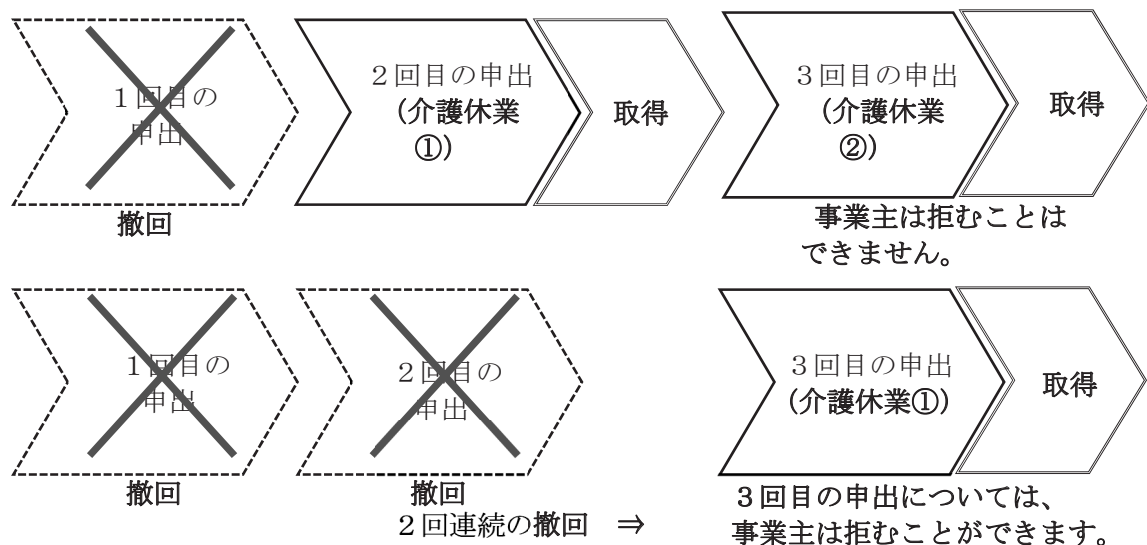 １回目の
申出
撤回
２回目の申出
(介護休業
①)
取得
３回目の申出
(介護休業
②)
取得
事業主は拒むことは
できません。
１回目の
申出
撤回
２回目の
申出
撤回
２回連続の撤回　⇒
３回目の申出
(介護休業①)
取得
３回目の申出については、
事業主は拒むことができます。